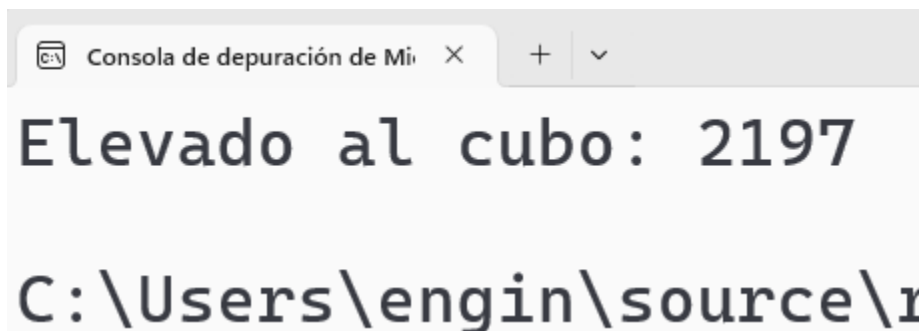 Consola de depuración de Mi
Elevado al cubo: 2197
C:\Users\engin\source\